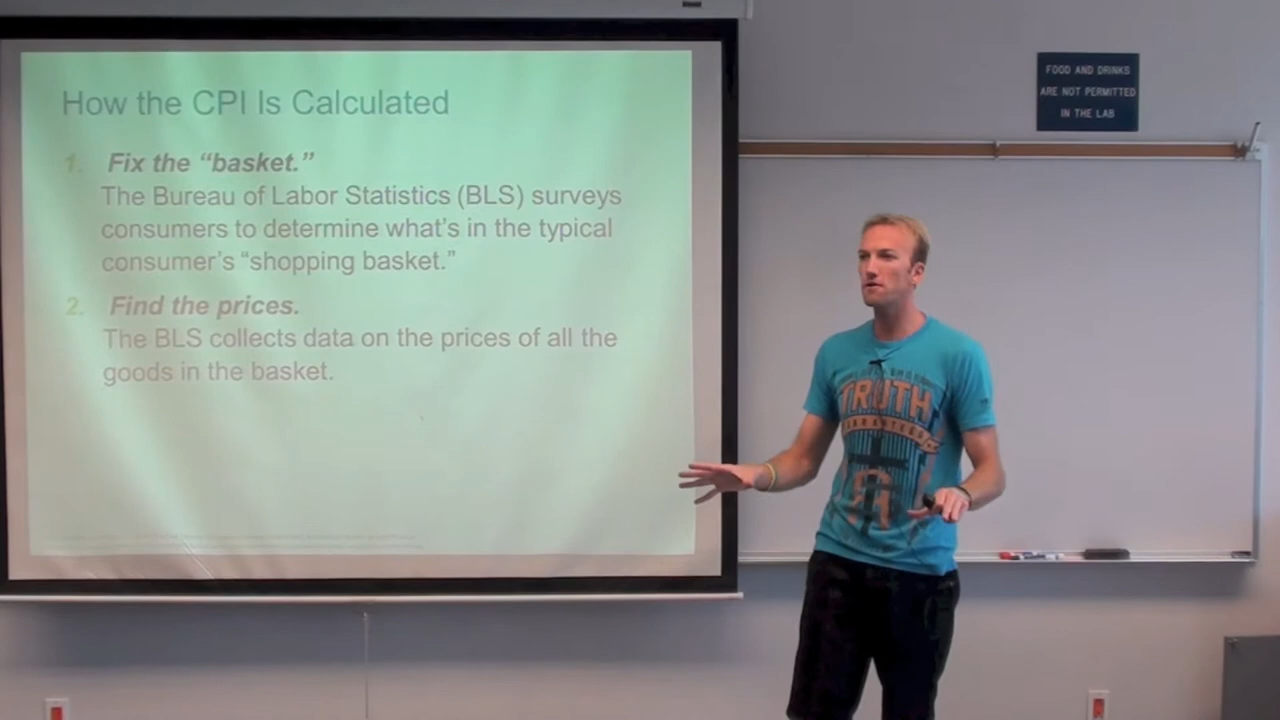 How the CPI Is Calculated
1. Fix the “basket.”
The Bureau of Labor Statistics (BLS) surveys
consumers to determine what’s in the typical
consumer’s “shopping basket.”
2. Find the prices.
The BLS collects data on the prices of all the
goods in the basket.
FOOD AND DRINKS
ARE NOT PERMITTED
IN THE LAB
TRUTH
GUARANTEED